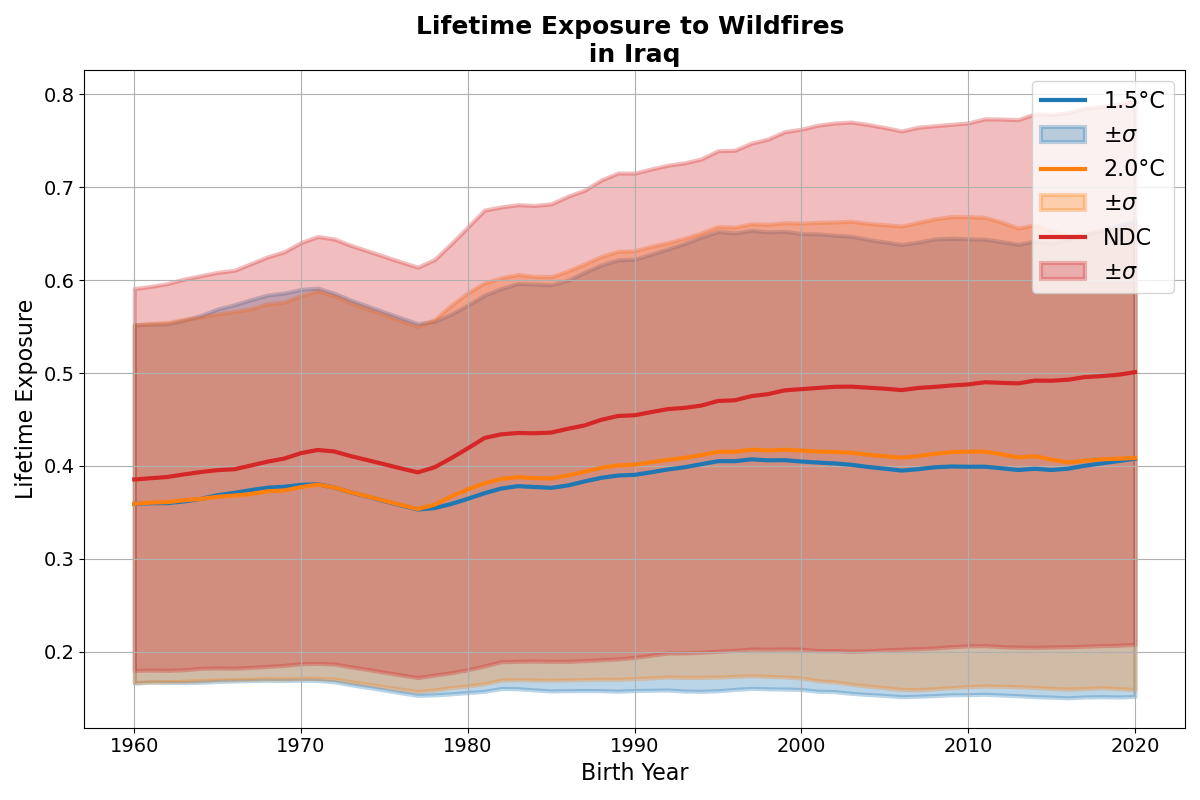 Lifetime Exposure to Wildfires
in Iraq
0.8
0.7
0.6
0.5
0.4
0.3
0.2
Lifetime Exposure
1960
1970
1980
1990
2000
2010
2020
Birth Year
1.5°C
±σ
2.0°C
±σ
NDC
±σ